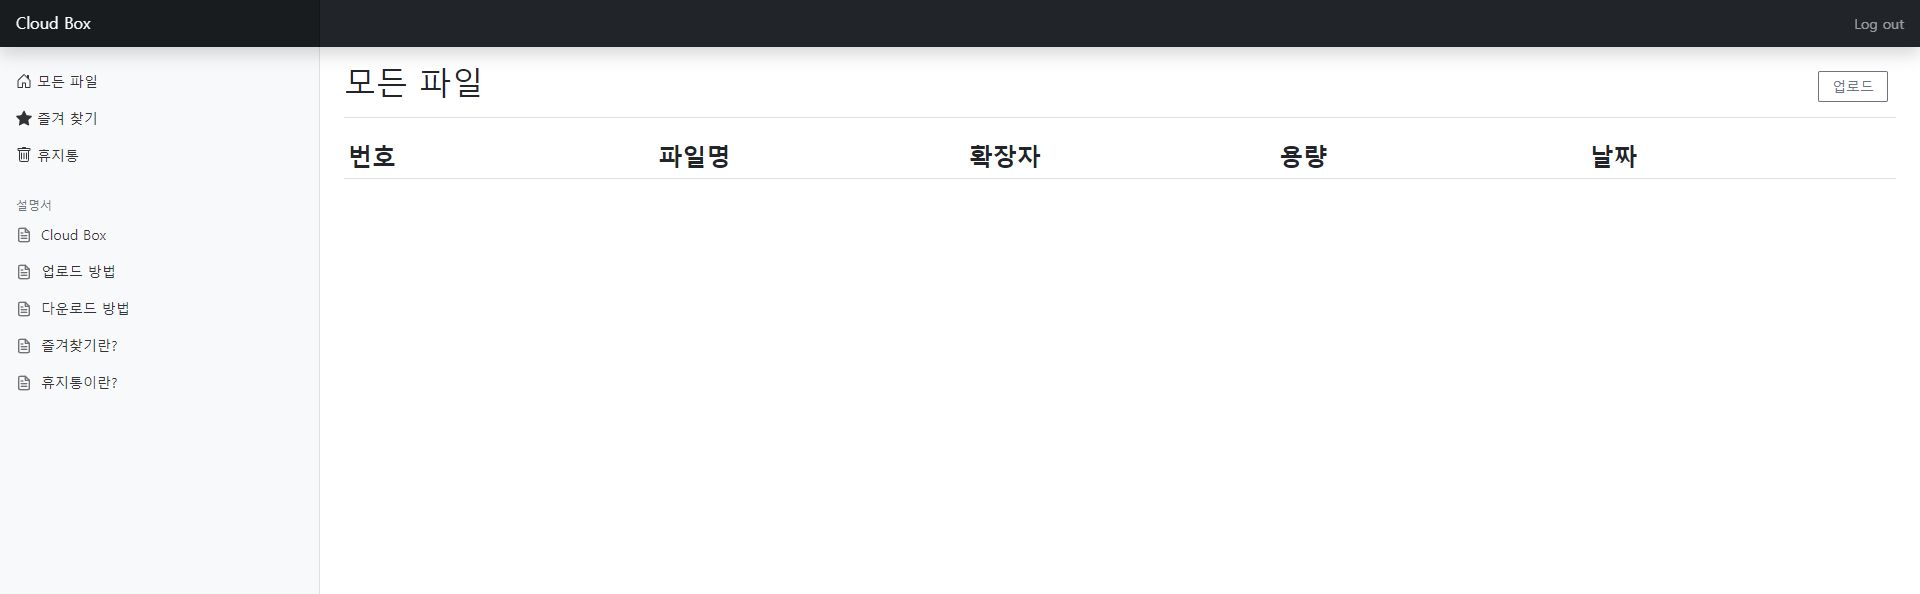 Cloud Box
Log out
모든 파일
즐겨 찾기
휴지통
설명서
Cloud Box
업로드 방법
다운로드 방법
즐겨찾기란?
휴지통이란?
모든 파일
업로드
번호 파일명 확장자 용량 날짜